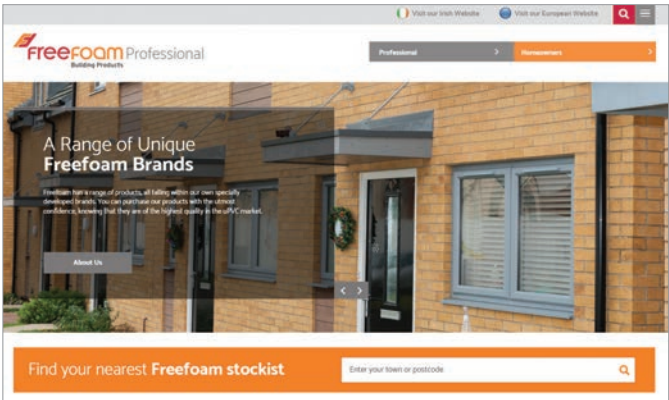 Visit our Irish Website
Visit our European Website
Freefoam Professional
Building Products
Professional
Homeowners
A Range of Unique
Freefoam Brands
Freefoam has a range of products, all falling within our own specially
developed brands. You can purchase our products with the utmost
confidence, knowing that they are of the highest quality in the uPVC market.
About Us
Find your nearest Freefoam stockist
Enter your town or postcode